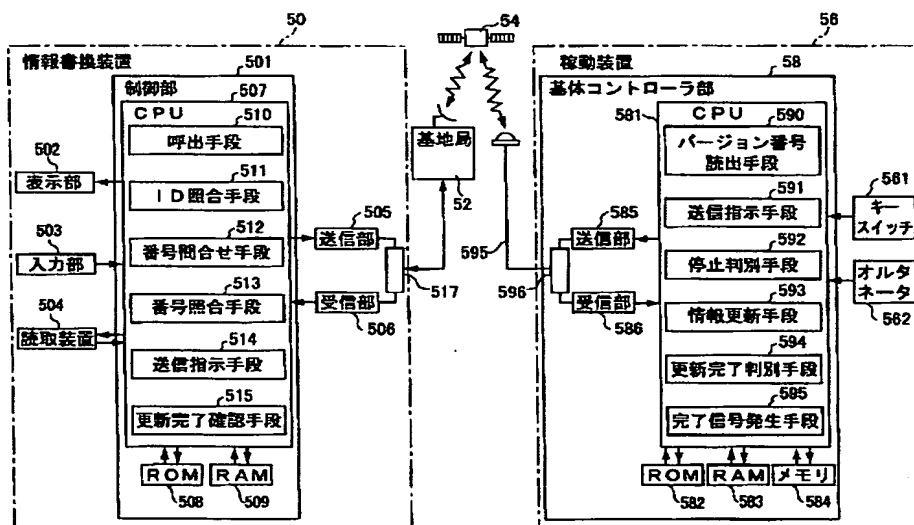 50
情報書換装置
501
制御部
507
CPU
510
呼出手段
511
ID照合手段
512
番号問合せ手段
513
番号照合手段
514
送信指示手段
515
更新完了確認手段
ROM
508
RAM
509
502
表示部
503
入力部
504
読取装置
505
送信部
受信部
506
517
54
基地局
52
595
596
56
稼動装置
58
基体コントローラ部
581
CPU
590
バージョン番号
読出手段
591
送信指示手段
592
停止判別手段
593
情報更新手段
594
更新完了判別手段
595
完了信号発生手段
585
送信部
受信部
586
ROM
582
RAM
583
メモリ
584
561
キー
スイッチ
オルタ
ネータ
562